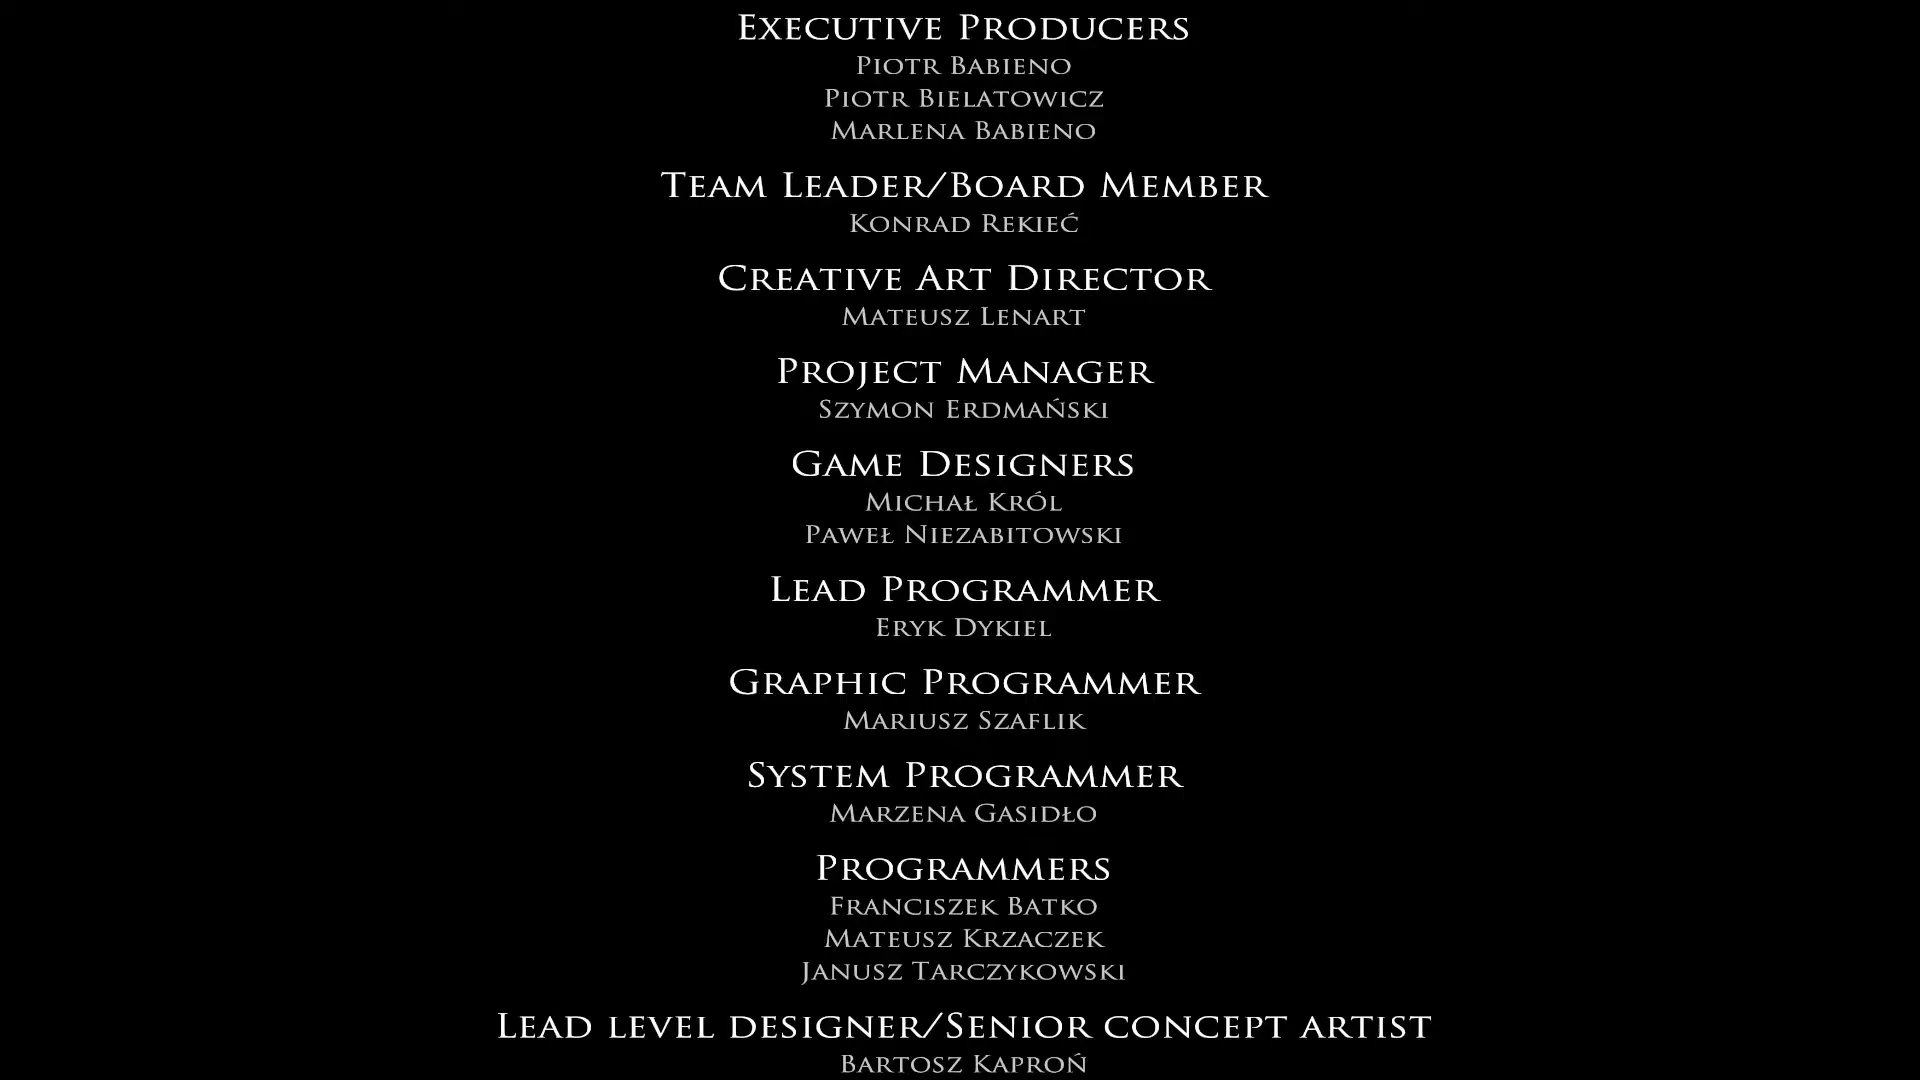 Executive Producers
Piotr Babieno
Piotr Bielatowicz
Marlena Babieno
Team Leader/Board Member
Konrad Rekieć
Creative Art Director
Mateusz Lenart
Project Manager
Szymon Erdmański
Game Designers
Michał Król
Paweł Niezabitowski
Lead Programmer
Eryk Dykiel
Graphic Programmer
Mariusz Szaflik
System Programmer
Marzena Gasidło
Programmers
Franciszek Batko
Mateusz Krzaczek
Janusz Tarczykowski
Lead level designer/Senior concept artist
Bartosz Kaproń